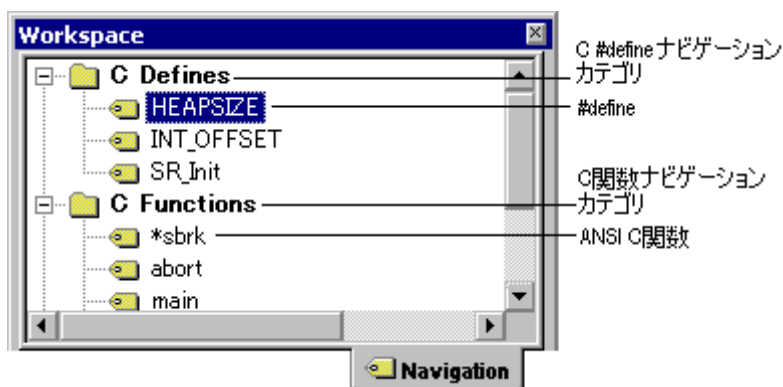 Workspace
C Defines
HEAPSIZE
INT_OFFSET
SR_Init
C Functions
*sbrk
abort
main
Navigation
C #defineナビゲーション
カテゴリ
#define
C関数ナビゲーション
カテゴリ
ANSI C関数